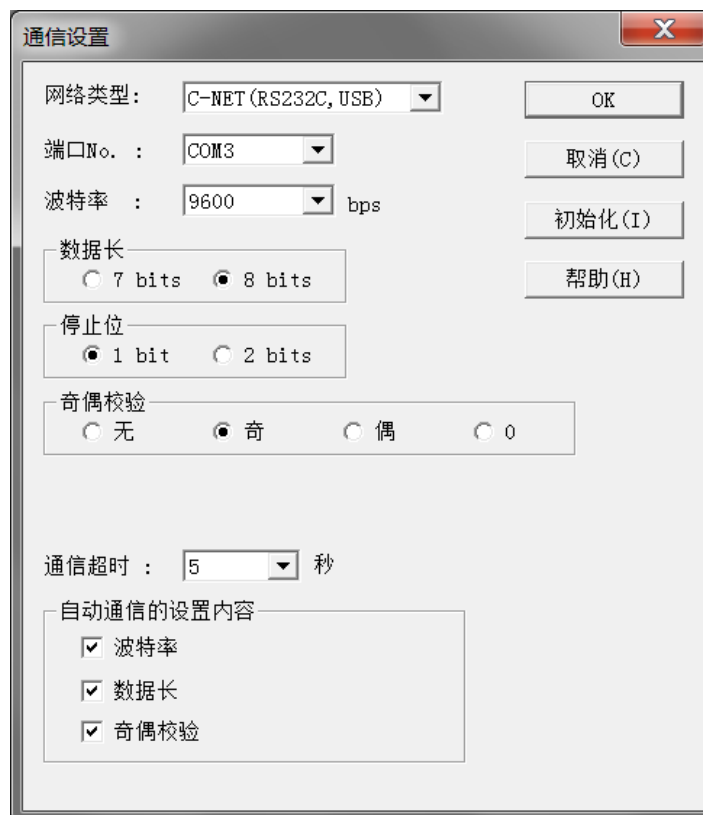 通信设置
网络类型: C-NET(RS232C,USB)
OK
端口No. : COM3
取消(C)
波特率 : 9600 bps
初始化(I)
数据长
7 bits 8 bits
帮助(H)
停止位
1 bit 2 bits
奇偶校验
无 奇 偶 0
通信超时 : 5 秒
自动通信的设置内容
波特率
数据长
奇偶校验